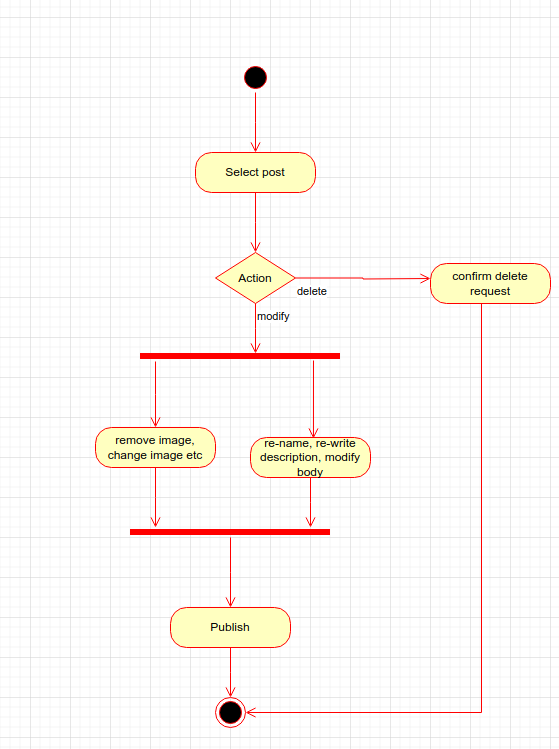 Select post
Action
confirm delete
request
delete
modify
remove image,
change image etc
re-name, re-write
description, modify
body
Publish